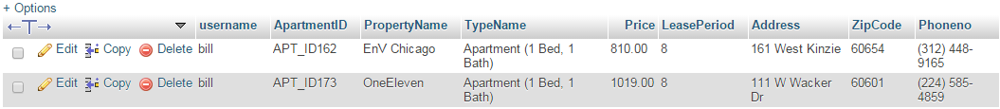 + Options
←T→ username ApartmentID PropertyName TypeName Price LeasePeriod Address ZipCode Phoneno
Edit Copy Delete bill APT_ID162 EnV Chicago Apartment (1 Bed, 1 810.00 8 161 West Kinzie 60654 (312) 448-
Bath) 9165
Edit Copy Delete bill APT_ID173 OneEleven Apartment (1 Bed, 1 1019.00 8 111 W Wacker 60601 (224) 585-
Bath) Dr 4859